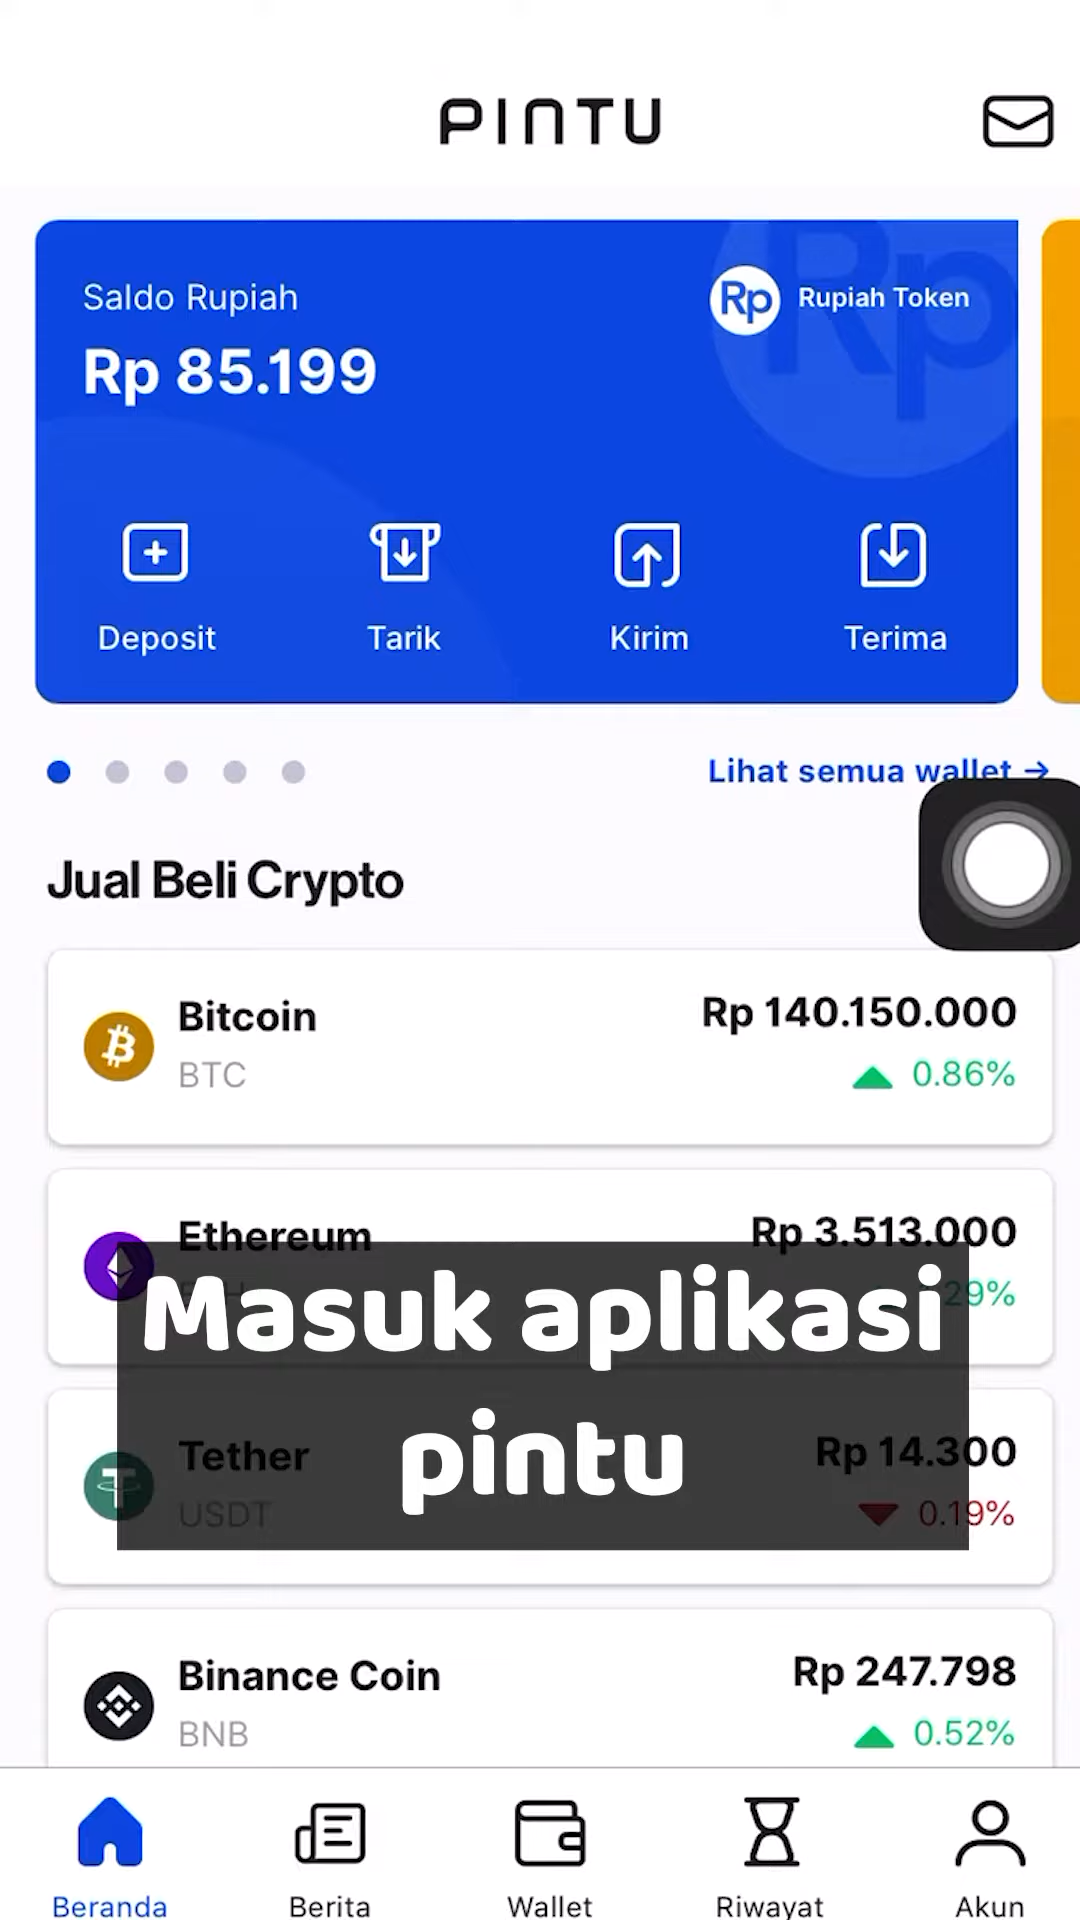 PINTU
Saldo Rupiah
Rp Rupiah Token
Rp 85.199
Deposit Tarik Kirim Terima
Lihat semua wallet →
Jual Beli Crypto
Bitcoin Rp 140.150.000
BTC 0.86%
Ethereum Rp 3.513.000
29%
Masuk aplikasi
pintu
Tether Rp 14.300
USDT 0.19%
Binance Coin Rp 247.798
BNB 0.52%
Beranda Berita Wallet Riwayat Akun